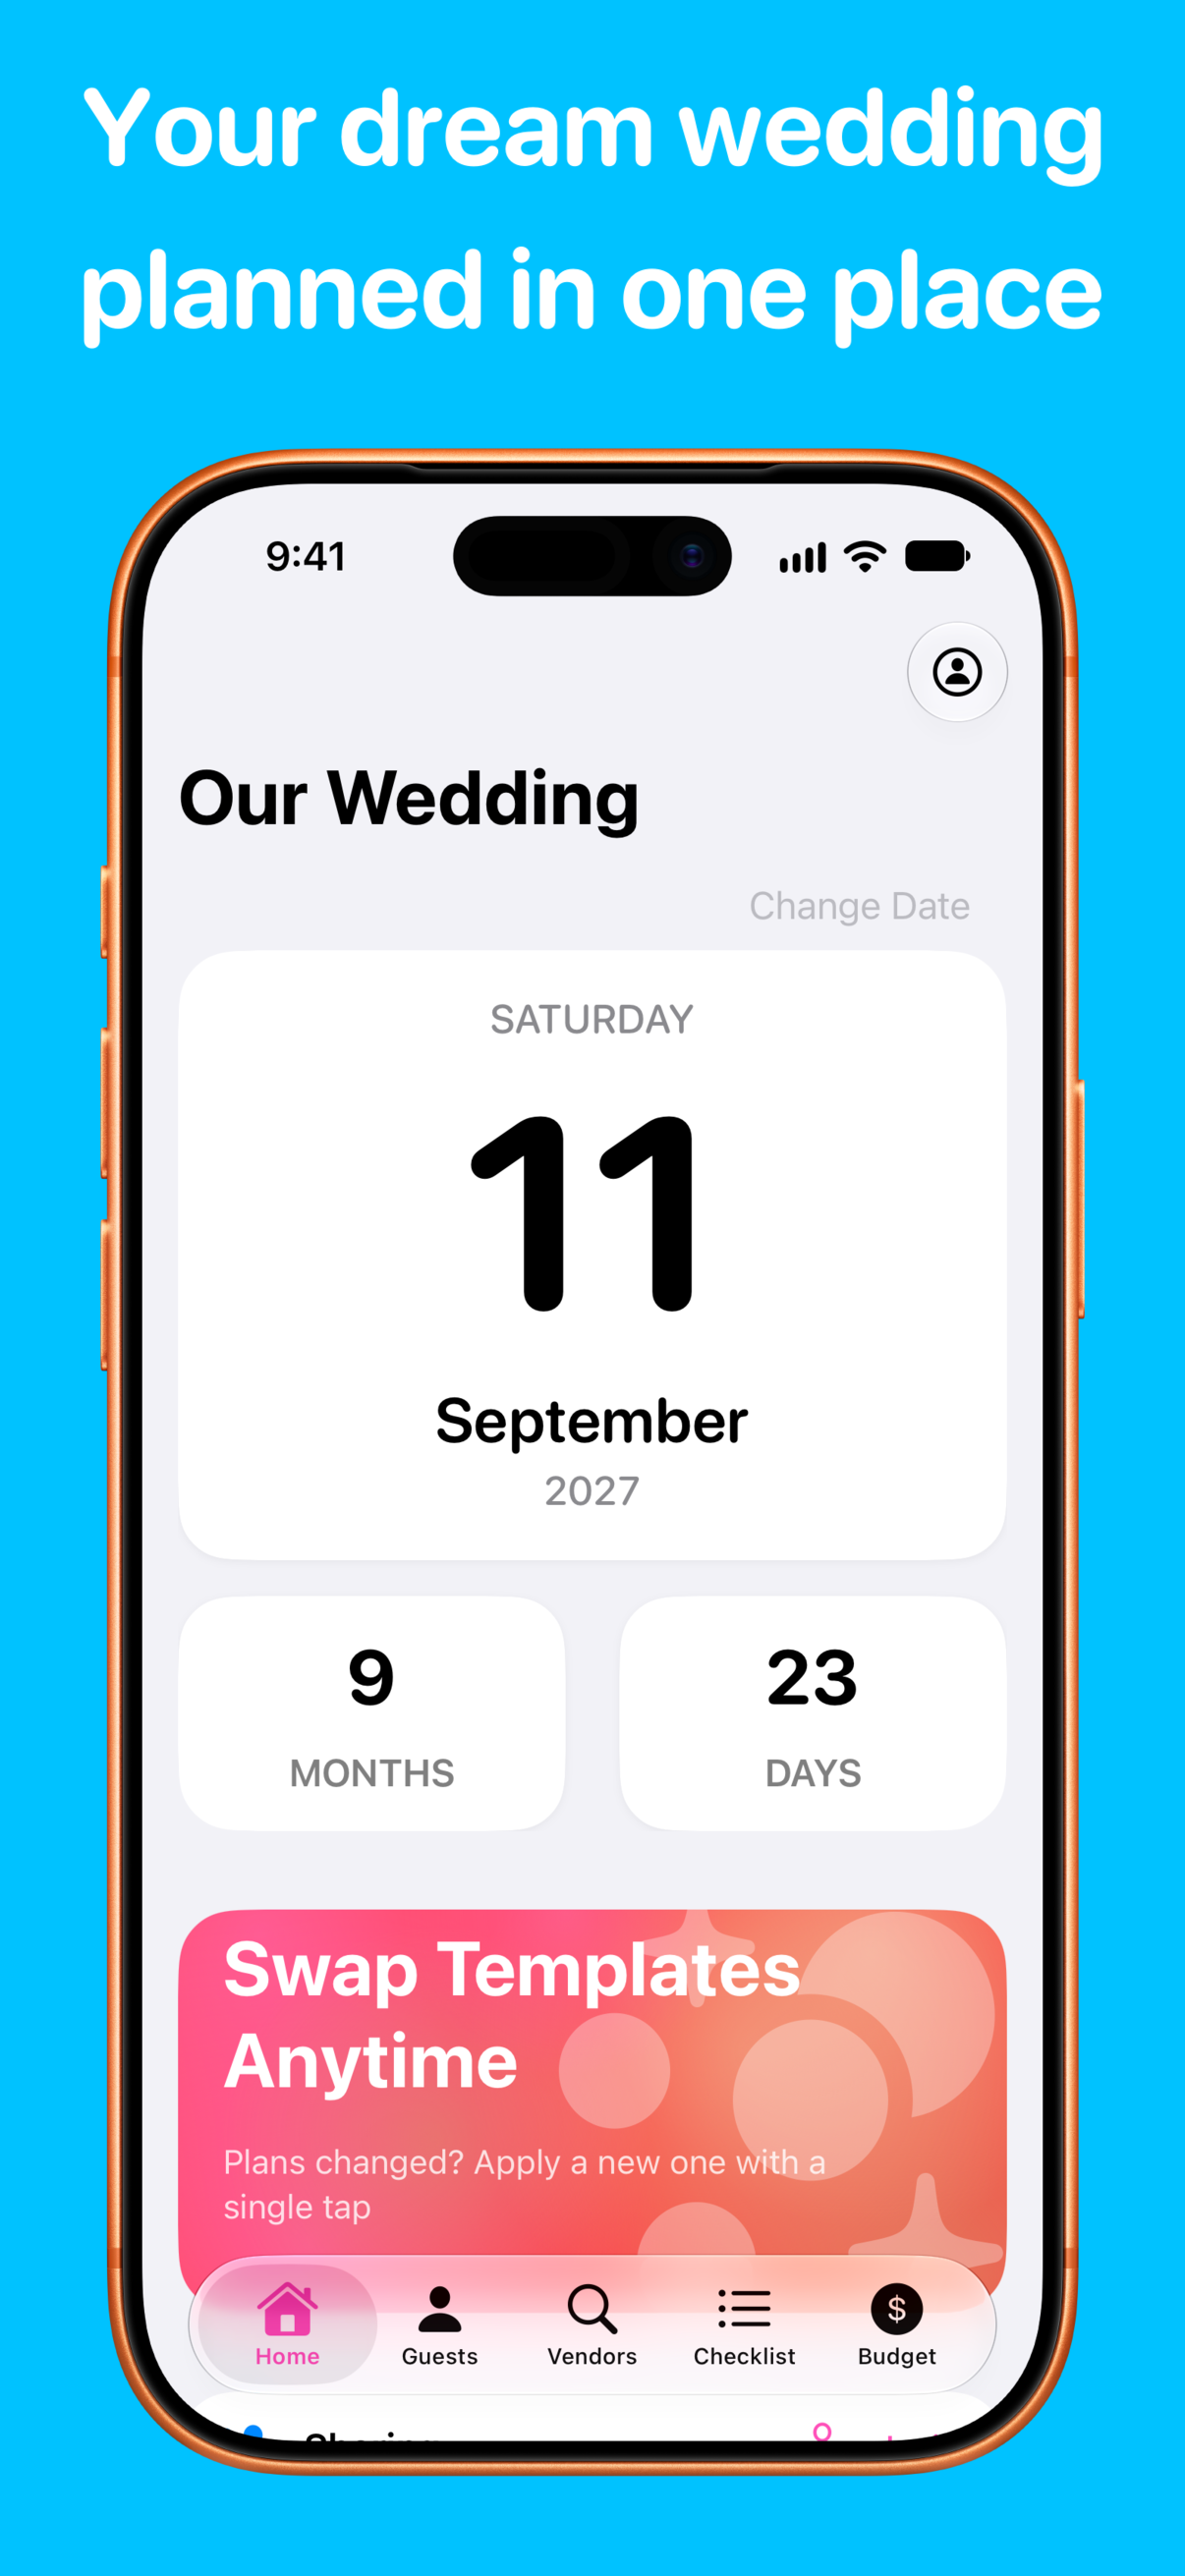 Your dream wedding
planned in one place
9:41
Our Wedding
Change Date
SATURDAY
11
September
2027
9
23
MONTHS
DAYS
Swap Templates
Anytime
Plans changed? Apply a new one with a
single tap
$
Home
Guests
Vendors
Checklist
Budget
Sharing